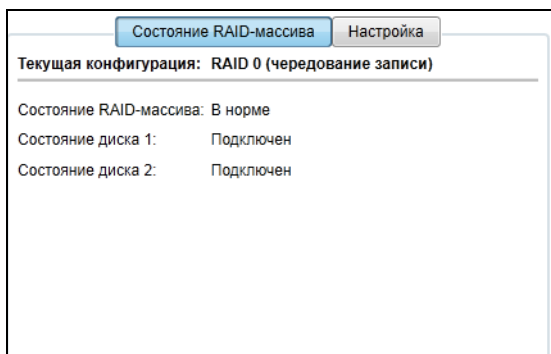 Состояние RAID-массива Настройка
Текущая конфигурация: RAID 0 (чередование записи)
Состояние RAID-массива: В норме
Состояние диска 1: Подключен
Состояние диска 2: Подключен